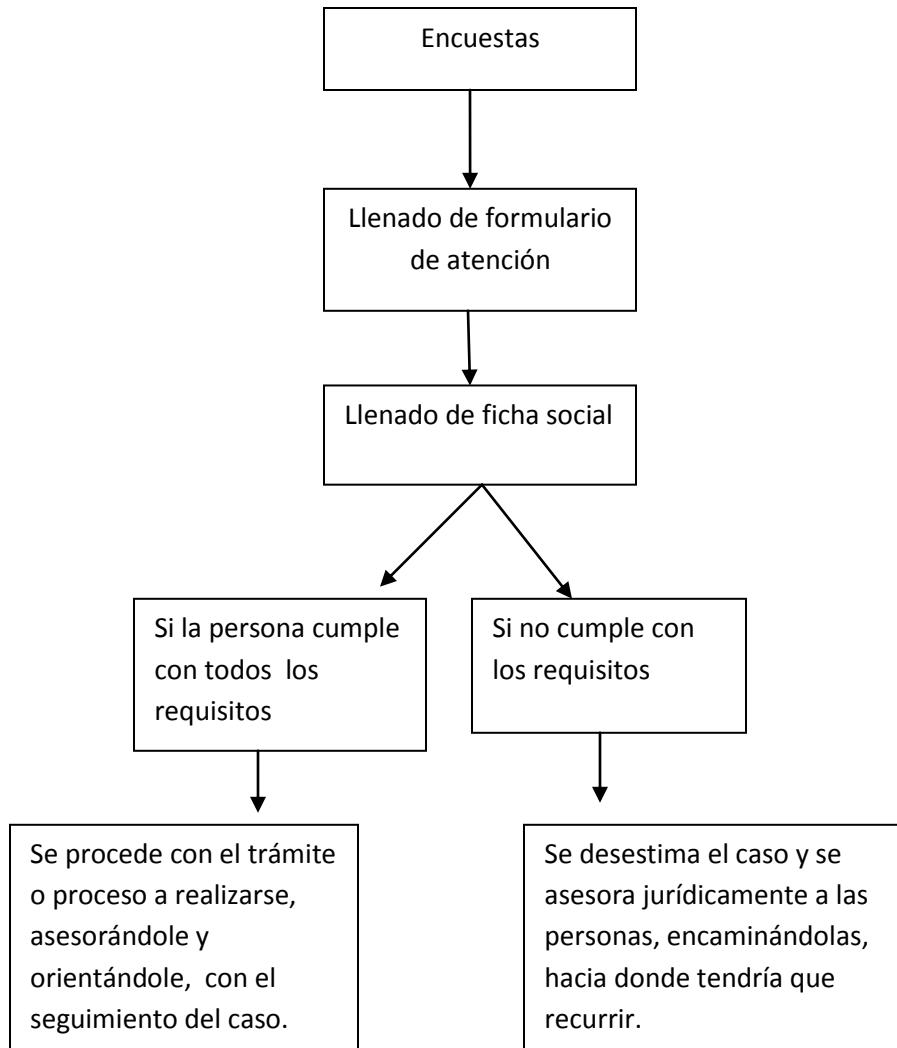 Encuestas
Llenado de formulario
de atención
Llenado de ficha social
Si la persona cumple
con todos los
requisitos
Si no cumple con
los requisitos
Se procede con el trámite
o proceso a realizarse,
asesorándole y
orientándole, con el
seguimiento del caso.
Se desestima el caso y se
asesora jurídicamente a las
personas, encaminándolas,
hacia donde tendría que
recurrir.